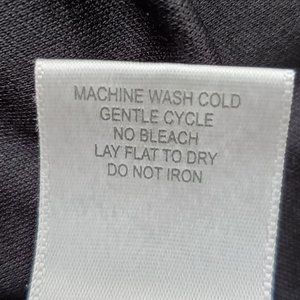 MACHINE WASH COLD
GENTLE CYCLE
NO BLEACH
LAY FLAT TO DRY
DO NOT IRON